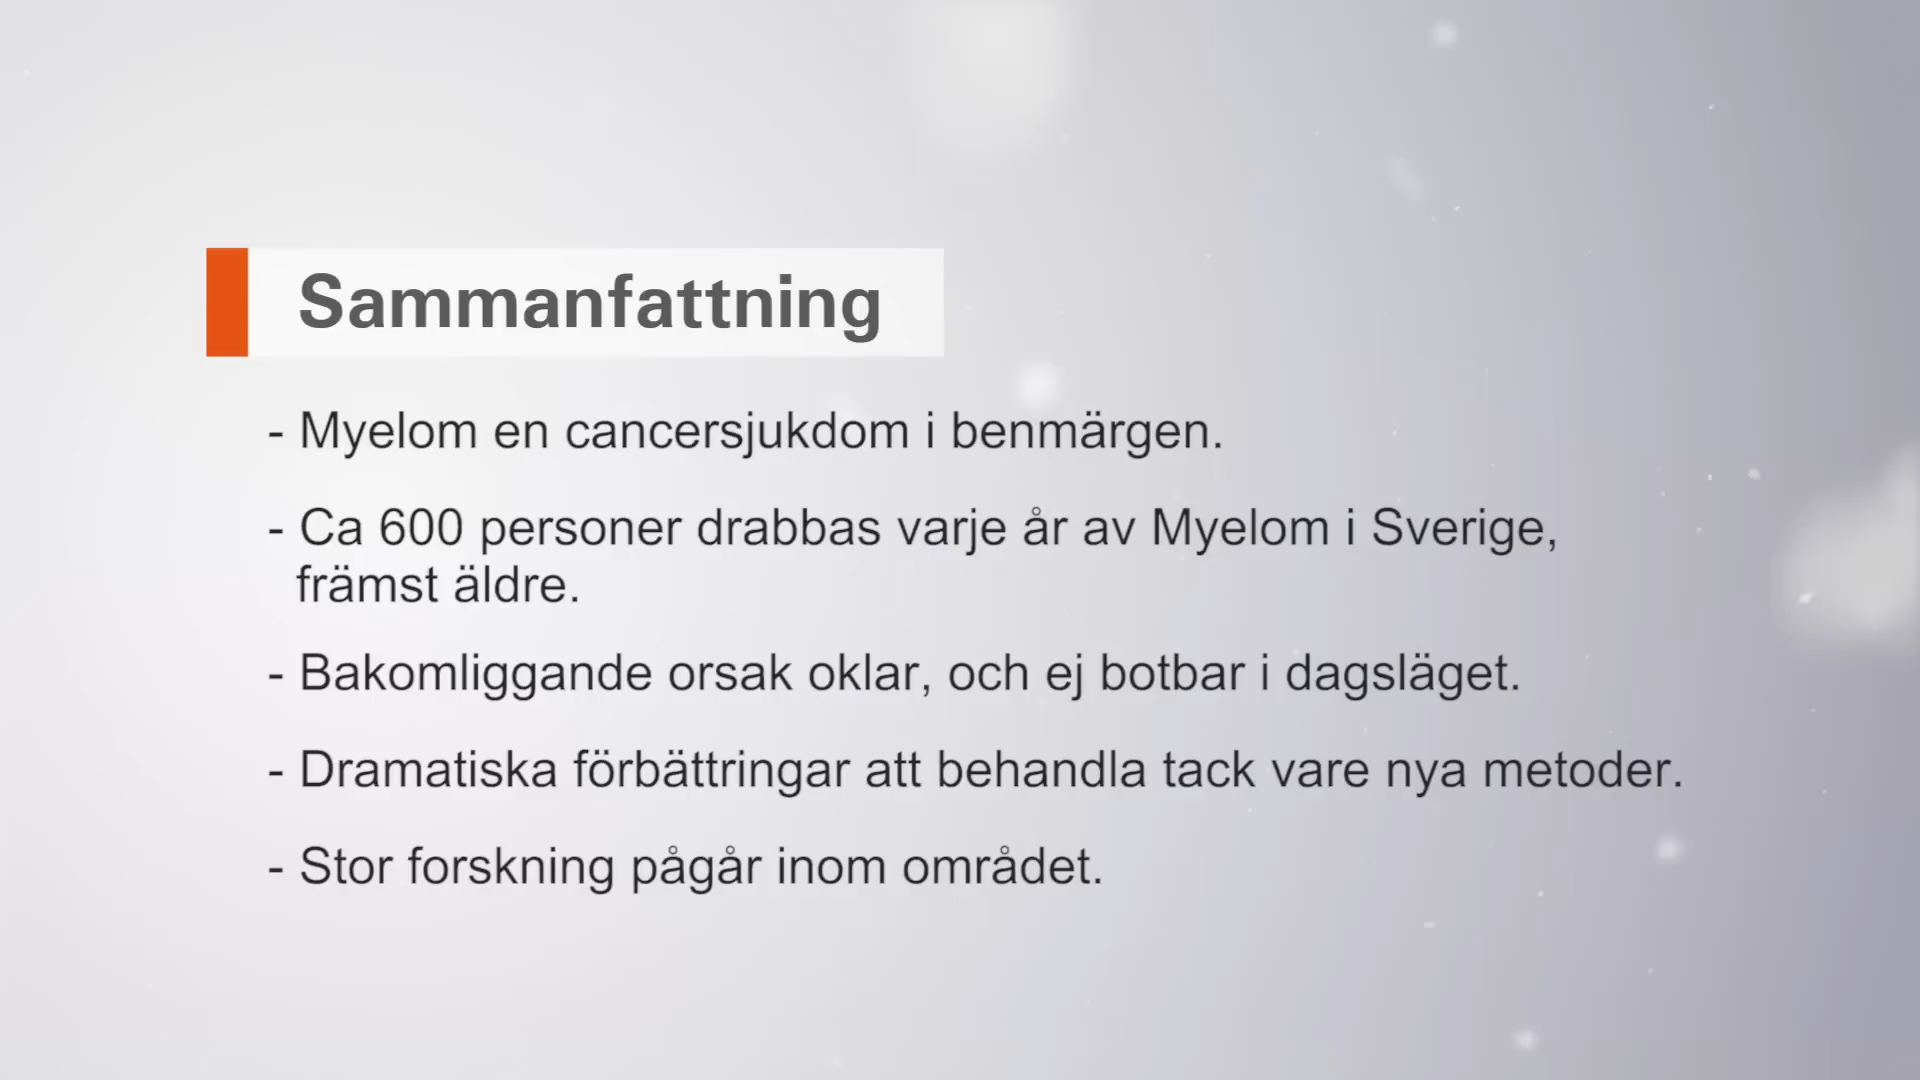 Sammanfattning
- Myelom en cancersjukdom i benmärgen.
- Ca 600 personer drabbas varje år av Myelom i Sverige,
främst äldre.
- Bakomliggande orsak oklar, och ej botbar i dagsläget.
- Dramatiska förbättringar att behandla tack vare nya metoder.
- Stor forskning pågår inom området.